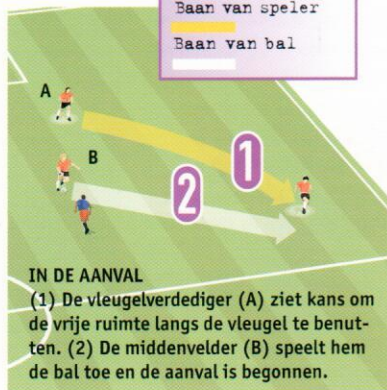 Baan van speler
Baan van bal
A
B
1
2
IN DE AANVAL
(1) De vleugelverdediger (A) ziet kans om
de vrije ruimte langs de vleugel te benut-
ten. (2) De middenvelder (B) speelt hem
de bal toe en de aanval is begonnen.